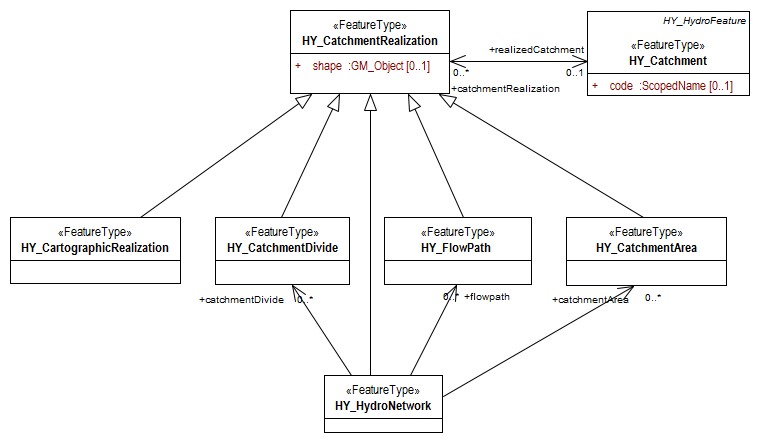 «FeatureType»
HY_CatchmentRealization
+ shape :GM_Object [0..1]
+realizedCatchment
0..*
0..1
+catchmentRealization
HY_HydroFeature
«FeatureType»
HY_Catchment
+ code :ScopedName [0..1]
«FeatureType»
HY_CartographicRealization
«FeatureType»
HY_CatchmentDivide
«FeatureType»
HY_FlowPath
«FeatureType»
HY_CatchmentArea
+catchmentDivide 0..*
0..* +flowpath
+catchmentArea 0..*
«FeatureType»
HY_HydroNetwork